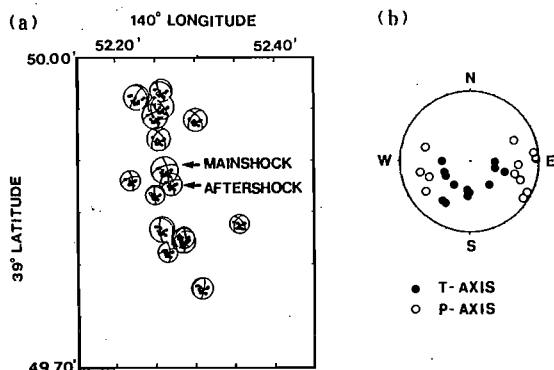 (a)
140° LONGITUDE
52.20'
52.40'
50.00'
39° LATITUDE
MAINSHOCK
AFTERSHOCK
49.70'
(b)
N
W
E
S
● T-AXIS
○ P-AXIS